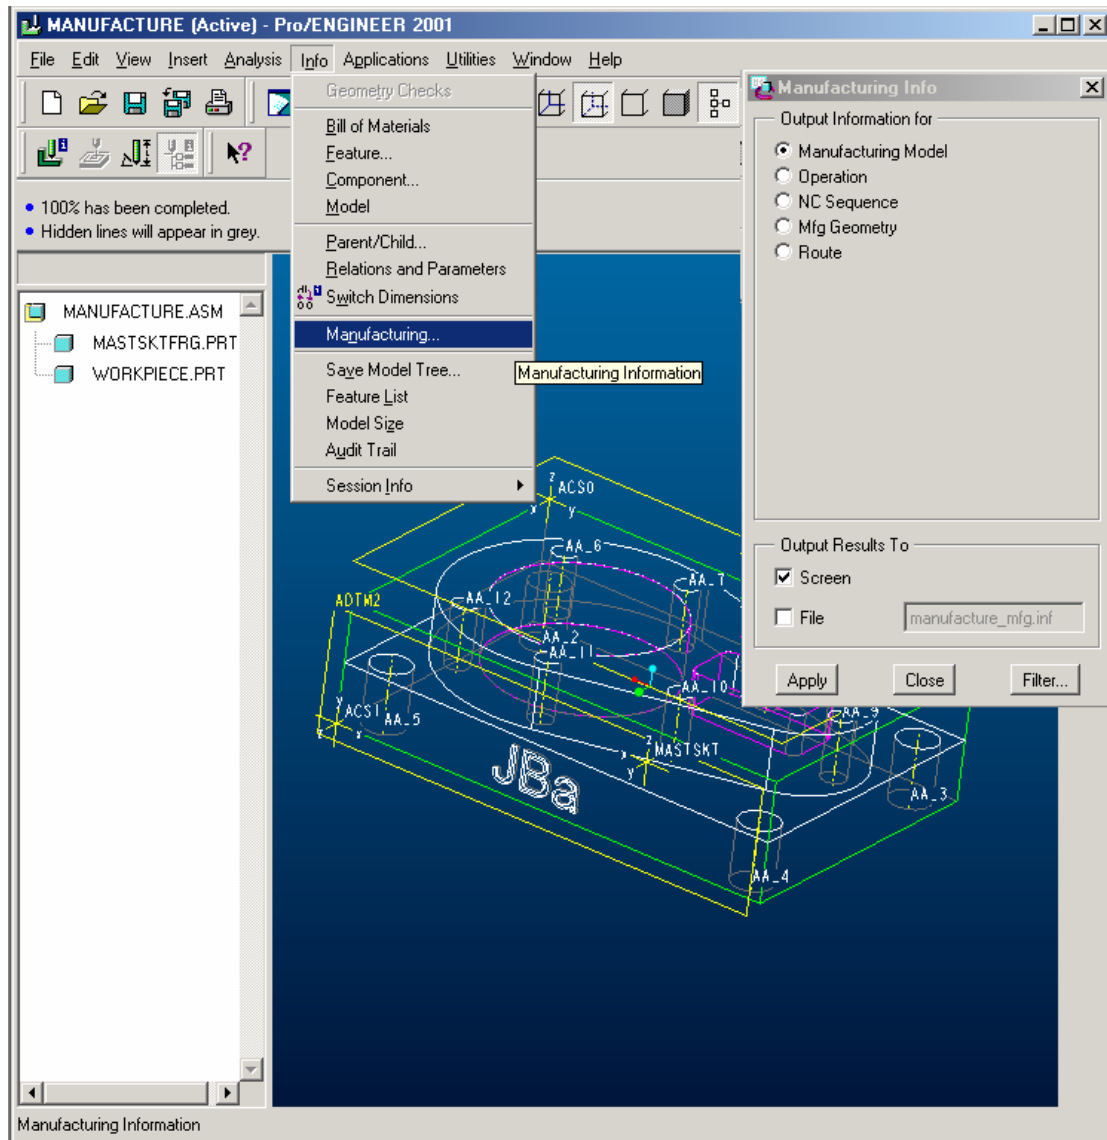 MANUFACTURE (Active) - Pro/ENGINEER 2001
File Edit View Insert Analysis Info Applications Utilities Window Help
Geometry Checks
Bill of Materials
Feature...
Component...
Model
Parent/Child...
Relations and Parameters
Switch Dimensions
Manufacturing...
Manufacturing Information
Save Model Tree...
Feature List
Model Size
Audit Trail
Session Info
100% has been completed.
Hidden lines will appear in grey.
MANUFACTURE.ASM
MASTSKTFRG.PRT
WORKPIECE.PRT
Manufacturing Info
Output Information for
Manufacturing Model
Operation
NC Sequence
Mfg Geometry
Route
Output Results To
Screen
File
manufacture_mfg.inf
Apply Close Filter...
z ACS0
x y
AA_6
AA_7
ADTM2
AA_12
AA_2
AA_11
AA_10
y
ACS1
AA_5
z x
AA_9
z MASTSKT
x
y
JBa
AA_3
AA_4
Manufacturing Information